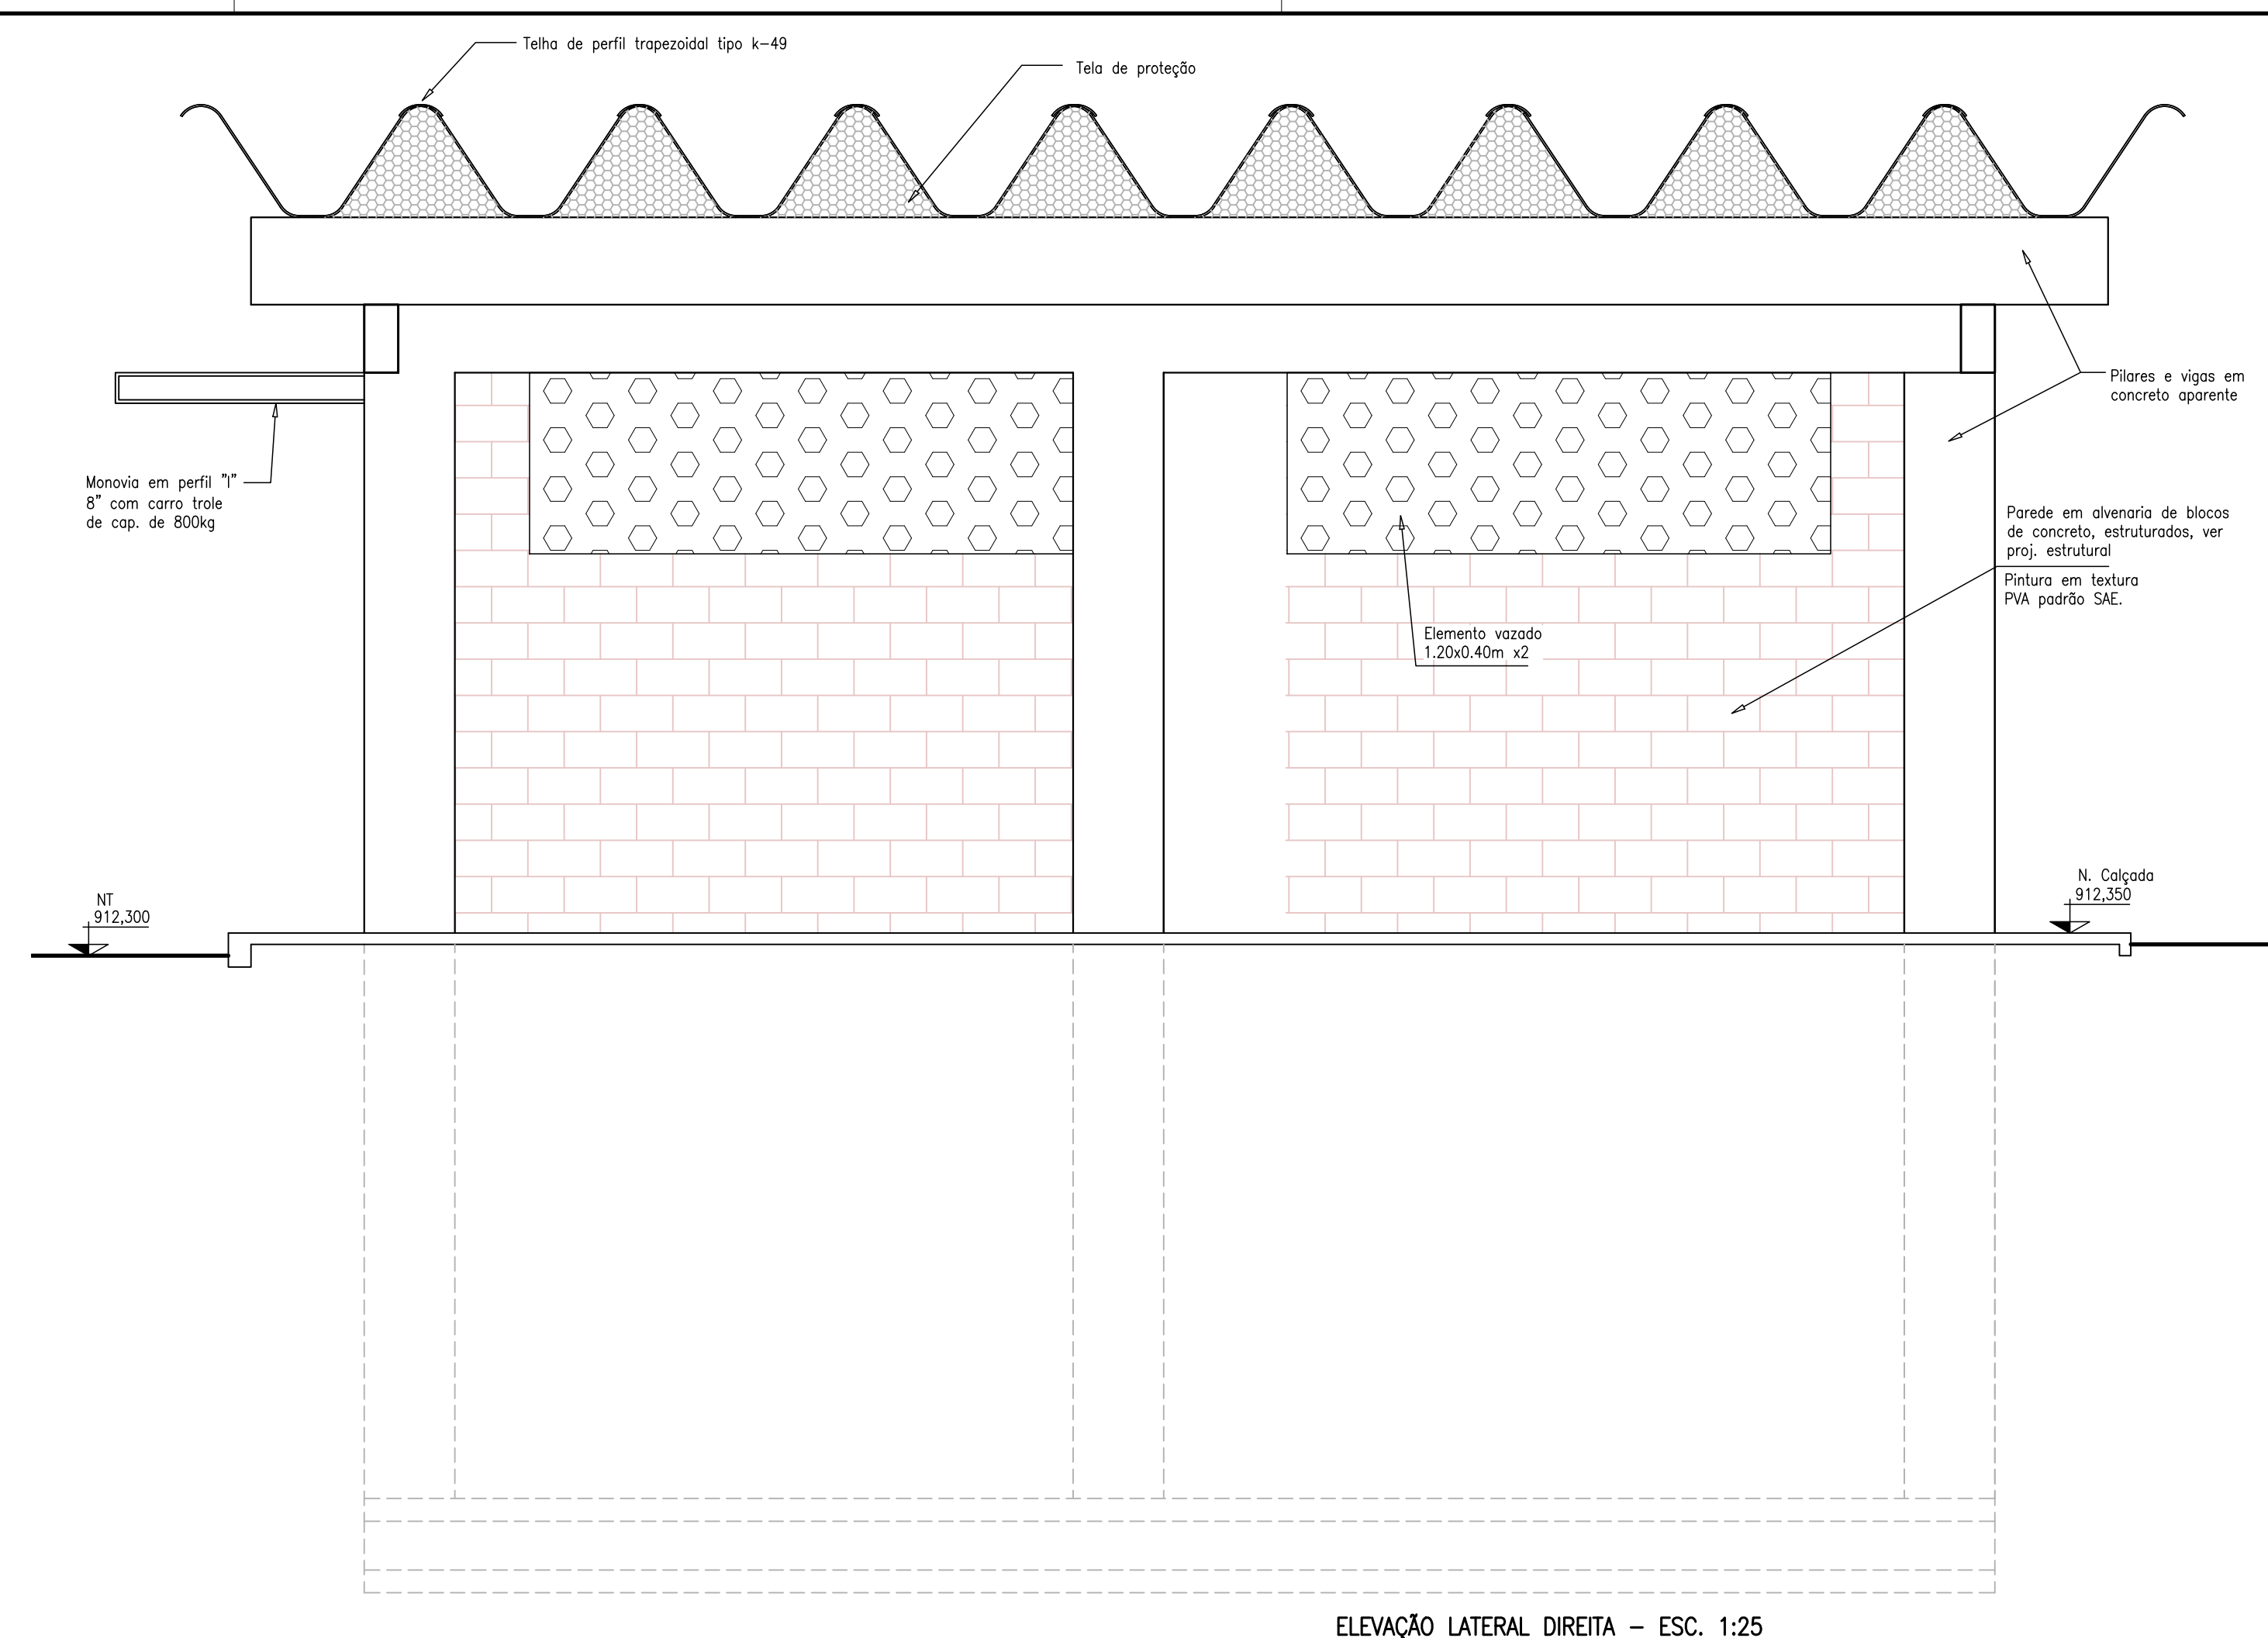 Telha de perfil trapezoidal tipo k-49
Tela de proteção
Pilares e vigas em
concreto aparente
Monovia em perfil "I"
8" com carro trole
de cap. de 800kg
Parede em alvenaria de blocos
de concreto, estruturados, ver
proj. estrutural
Pintura em textura
PVA padrão SAE.
Elemento vazado
1.20x0.40m x2
NT
912,300
N. Calçada
912,350
ELEVAÇÃO LATERAL DIREITA – ESC. 1:25